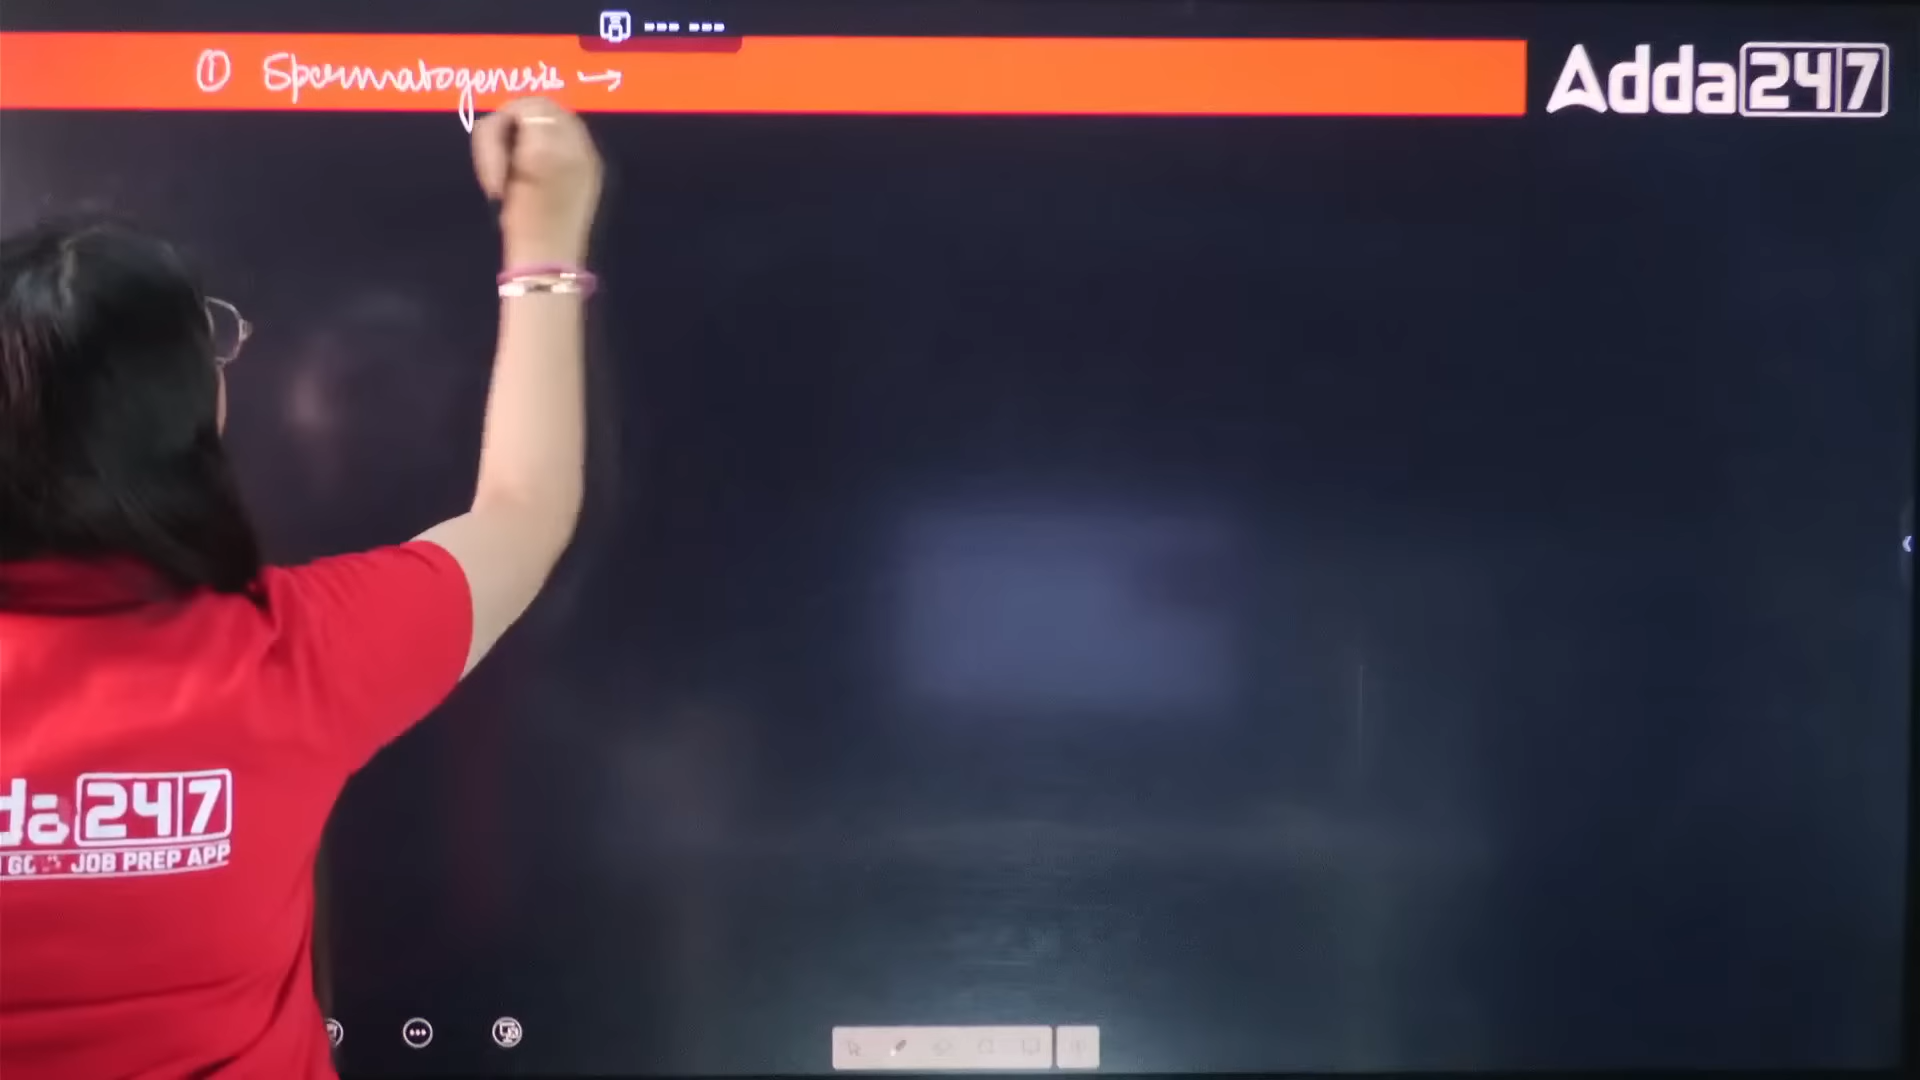 ① Spermatogenesis →
Adda247
da247
JOB PREP APP